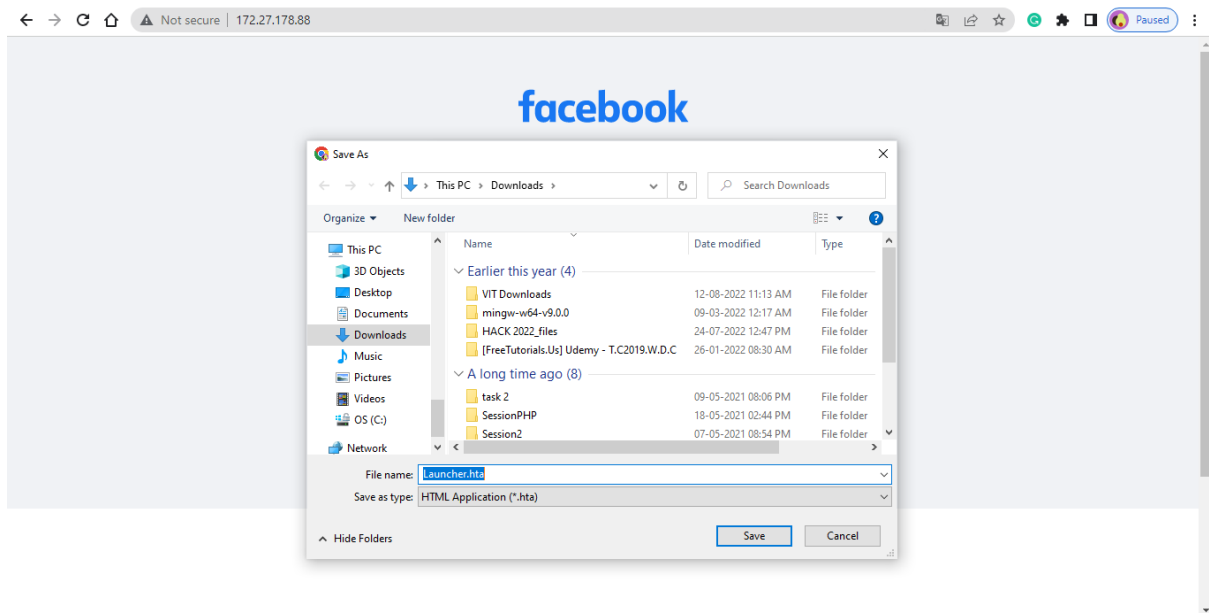 Not secure | 172.27.178.88
Paused
facebook
Save As
This PC > Downloads >
Search Downloads
Organize
New folder
Name
Date modified
Type
This PC
3D Objects
Desktop
Documents
Downloads
Music
Pictures
Videos
OS (C:)
Network
Earlier this year (4)
VIT Downloads 12-08-2022 11:13 AM File folder
mingw-w64-v9.0.0 09-03-2022 12:17 AM File folder
HACK 2022_files 24-07-2022 12:47 PM File folder
[FreeTutorials.Us] Udemy - T.C2019.W.D.C 26-01-2022 08:30 AM File folder
A long time ago (8)
task 2 09-05-2021 08:06 PM File folder
SessionPHP 18-05-2021 02:44 PM File folder
Session2 07-05-2021 08:54 PM File folder
File name: Launcher.hta
Save as type: HTML Application (*.hta)
Hide Folders
Save
Cancel